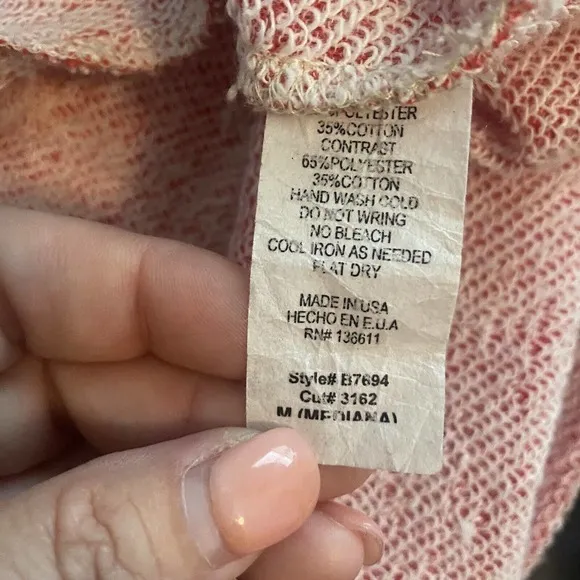 POLYESTER
35%COTTON
CONTRAST
65%POLYESTER
35%COTTON
HAND WASH COLD
DO NOT WRING
NO BLEACH
COOL IRON AS NEEDED
FLAT DRY
MADE IN USA
HECHO EN E.U.A
RN# 136611
Style# B7694
Cut# 3162
M (MEDIANA)